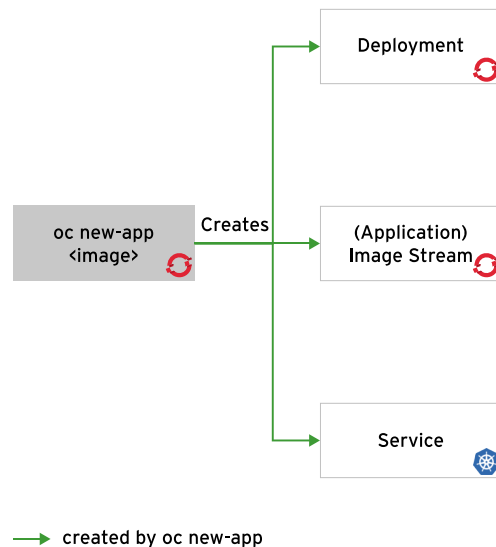 Deployment
oc new-app
<image>
Creates
(Application)
Image Stream
Service
created by oc new-app